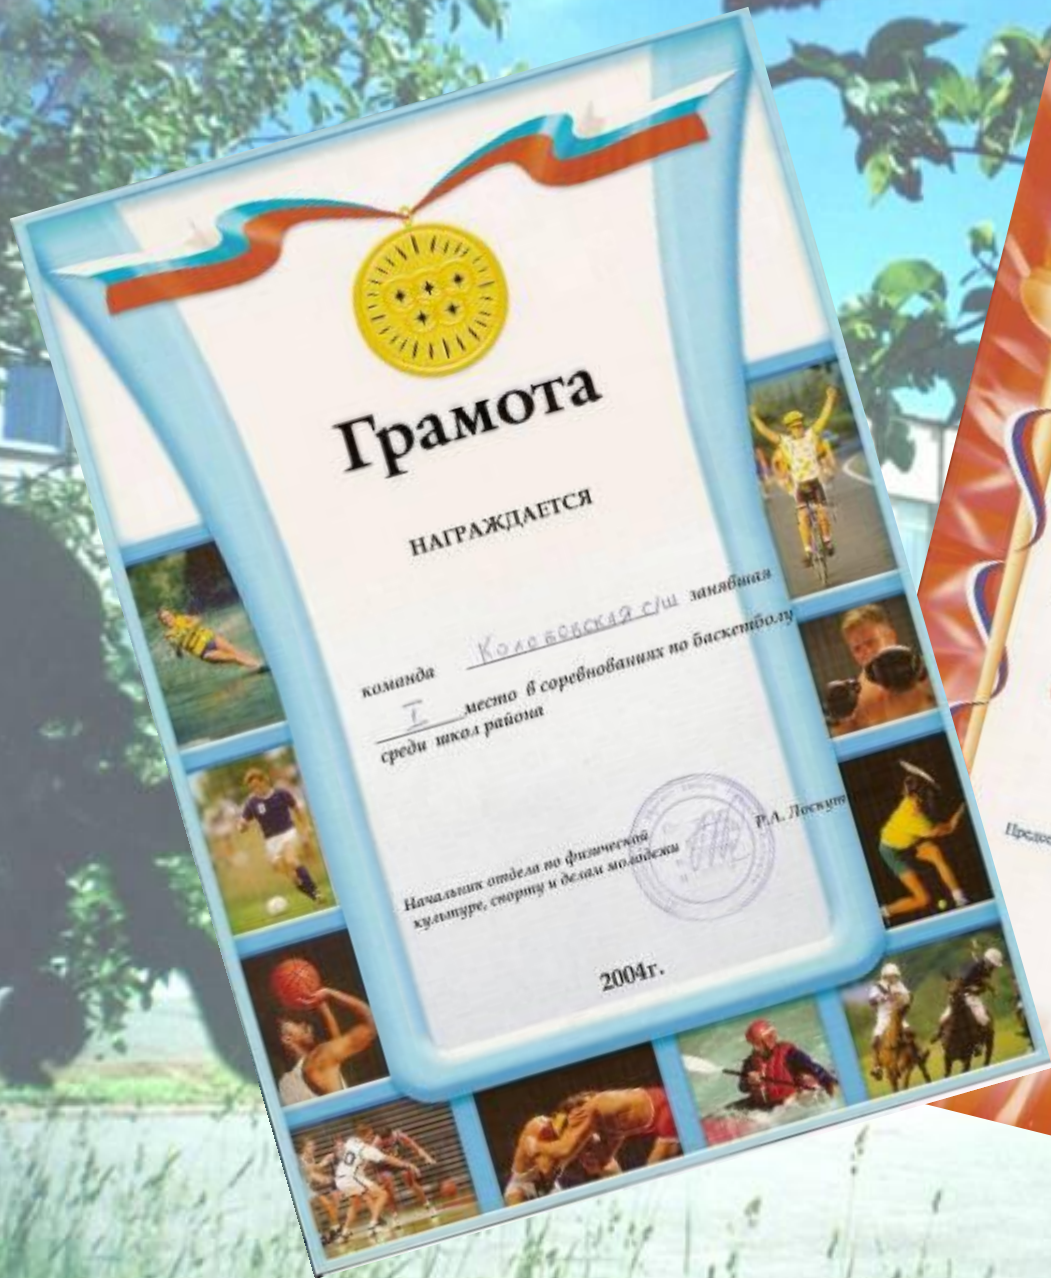 Грамота
НАГРАЖДАЕТСЯ
команда Колобовская с/ш занявшая
I место в соревнованиях по баскетболу
среди школ района
Начальник отдела по физической
культуре, спорту и делам молодежи
Р.А. Лоскут
2004г.